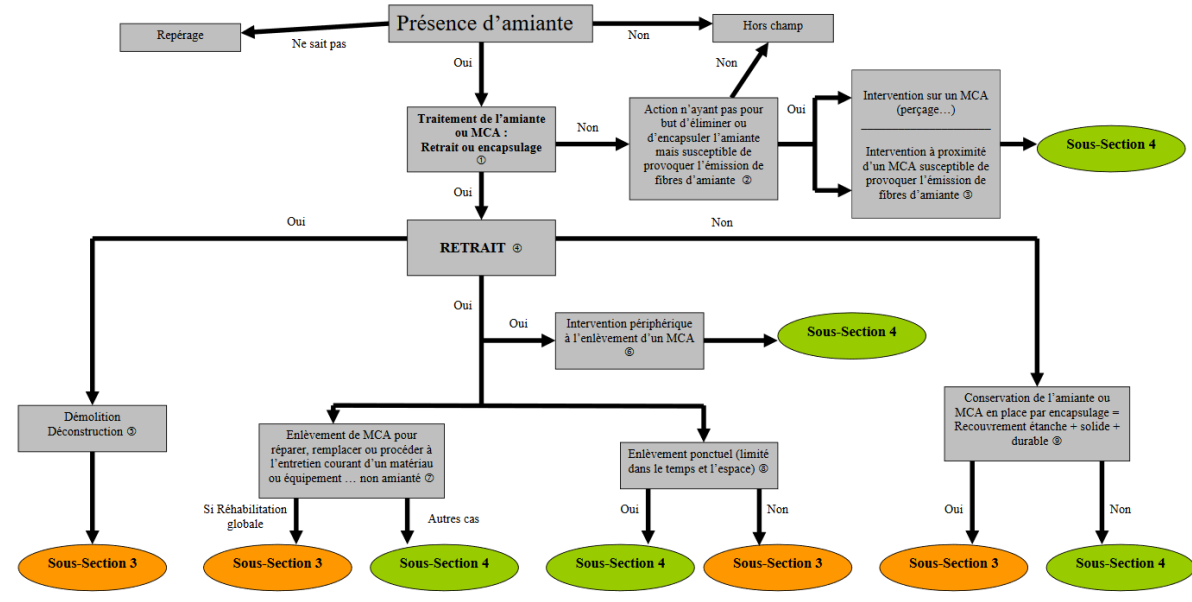 Présence d’amiante
Repérage
Ne sait pas
Non
Hors champ
Oui
Non
Traitement de l’amiante
ou MCA :
Retrait ou encapsulage
①
Non
Action n’ayant pas pour
but d’éliminer ou
d’encapsuler l’amiante
mais susceptible de
provoquer l’émission de
fibres d’amiante ②
Oui
Intervention sur un MCA
(perçage…)
Intervention à proximité
d’un MCA susceptible de
provoquer l’émission de
fibres d’amiante ③
Sous-Section 4
Oui
Oui
RETRAIT ④
Non
Oui
Oui
Intervention périphérique
à l’enlèvement d’un MCA
⑥
Sous-Section 4
Démolition
Déconstruction ⑤
Enlèvement de MCA pour
réparer, remplacer ou procéder à
l’entretien courant d’un matériau
ou équipement … non amianté ⑦
Enlèvement ponctuel (limité
dans le temps et l’espace) ⑧
Conservation de l’amiante ou
MCA en place par encapsulage =
Recouvrement étanche + solide +
durable ⑨
Si Réhabilitation
globale
Autres cas
Oui
Non
Oui
Non
Sous-Section 3
Sous-Section 3
Sous-Section 4
Sous-Section 4
Sous-Section 3
Sous-Section 3
Sous-Section 4